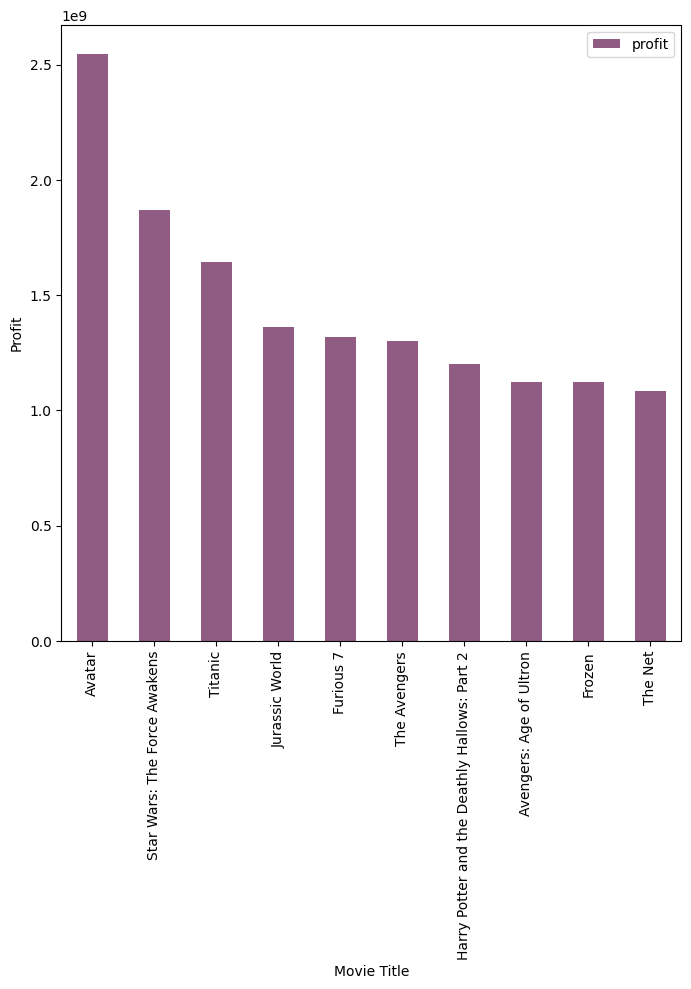 1e9
profit
2.5
2.0
1.5
1.0
0.5
0.0
Profit
Avatar
Star Wars: The Force Awakens
Titanic
Jurassic World
Furious 7
The Avengers
Harry Potter and the Deathly Hallows: Part 2
Avengers: Age of Ultron
Frozen
The Net
Movie Title